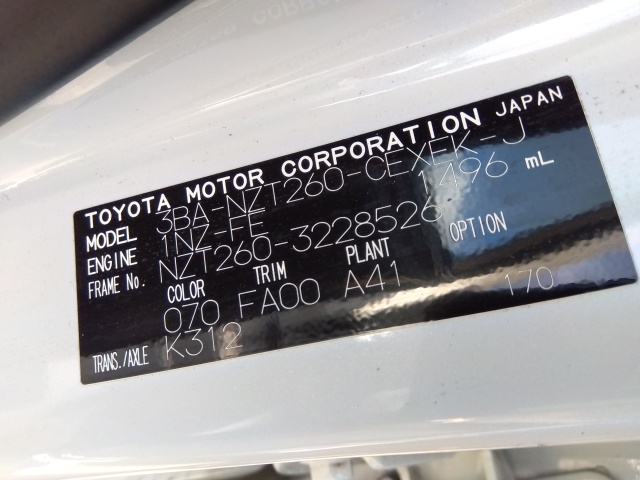 TOYOTA MOTOR CORPORATION JAPAN
MODEL 3BA-NZT260-CEXEK-J
ENGINE 1NZ-FE 1496 mL
FRAME No. NZT260-3228526
COLOR TRIM PLANT OPTION
070 FA00 A41 170
TRANS./AXLE K312